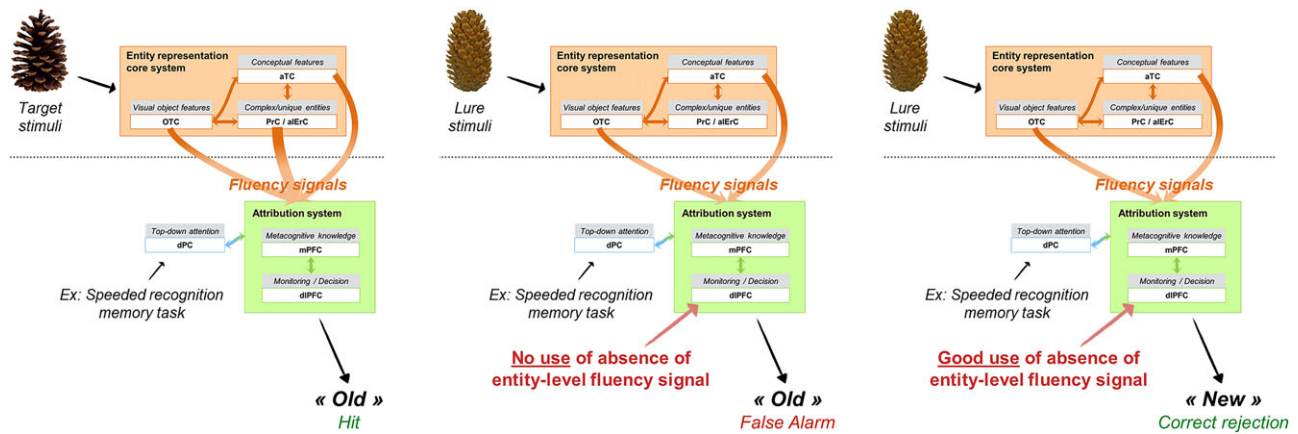 Target
stimuli
Entity representation
core system
Conceptual features
aTC
Visual object features
OTC
Complex/unique entities
PrC / alErC
Fluency signals
Attribution system
Top-down attention
dPC
Metacognitive knowledge
mPFC
Monitoring / Decision
dlPFC
Ex: Speeded recognition
memory task
« Old »
Hit
Lure
stimuli
Entity representation
core system
Conceptual features
aTC
Visual object features
OTC
Complex/unique entities
PrC / alErC
Fluency signals
Attribution system
Top-down attention
dPC
Metacognitive knowledge
mPFC
Monitoring / Decision
dlPFC
Ex: Speeded recognition
memory task
No use of absence of
entity-level fluency signal
« Old »
False Alarm
Lure
stimuli
Entity representation
core system
Conceptual features
aTC
Visual object features
OTC
Complex/unique entities
PrC / alErC
Fluency signals
Attribution system
Top-down attention
dPC
Metacognitive knowledge
mPFC
Monitoring / Decision
dlPFC
Ex: Speeded recognition
memory task
Good use of absence of
entity-level fluency signal
« New »
Correct rejection